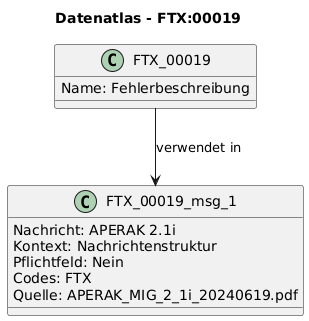 Datenatlas - FTX:00019
C FTX_00019
Name: Fehlerbeschreibung
verwendet in
C FTX_00019_msg_1
Nachricht: APERAK 2.1i
Kontext: Nachrichtenstruktur
Pflichtfeld: Nein
Codes: FTX
Quelle: APERAK_MIG_2_1i_20240619.pdf